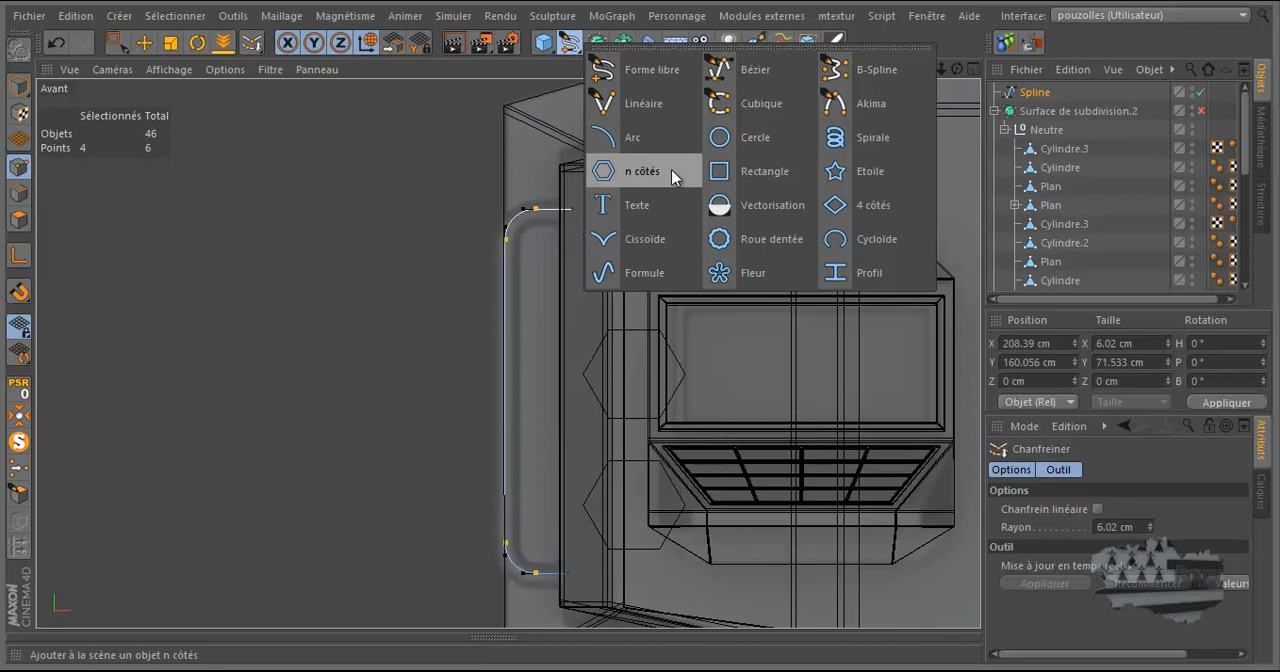 Fichier Edition Créer Sélectionner Outils Maillage Magnétisme Animer Simuler Rendu Sculpture MoGraph Personnage Modules externes mtextur Script Fenêtre Aide Interface: pouzolles (Utilisateur)
X Y Z
Vue Caméras Affichage Options Filtre Panneau
Avant
Sélectionnés Total
Objets 46
Points 4 6
Forme libre Bézier B-Spline
Linéaire Cubique Akima
Arc Cercle Spirale
n côtés Rectangle Etoile
Texte Vectorisation 4 côtés
Cissoïde Roue dentée Cycloïde
Formule Fleur Profil
Fichier Edition Vue Objet
Spline
Surface de subdivision.2
Neutre
Cylindre.3
Cylindre
Plan
Plan
Cylindre.3
Cylindre.2
Plan
Cylindre
Objets
Médiathèque
Structure
Position Taille Rotation
X 208.39 cm X 6.02 cm H 0 °
Y 160.056 cm Y 71.533 cm P 0 °
Z 0 cm Z 0 cm B 0 °
Objet (Rel) Taille Appliquer
Mode Edition
Chanfreiner
Options Outil
Options
Chanfrein linéaire
Rayon 6.02 cm
Outil
Mise à jour en temps
Appliquer
Attributs
Calques
PSR
0
S
MAXON
CINEMA 4D
Ajouter à la scène un objet n côtés